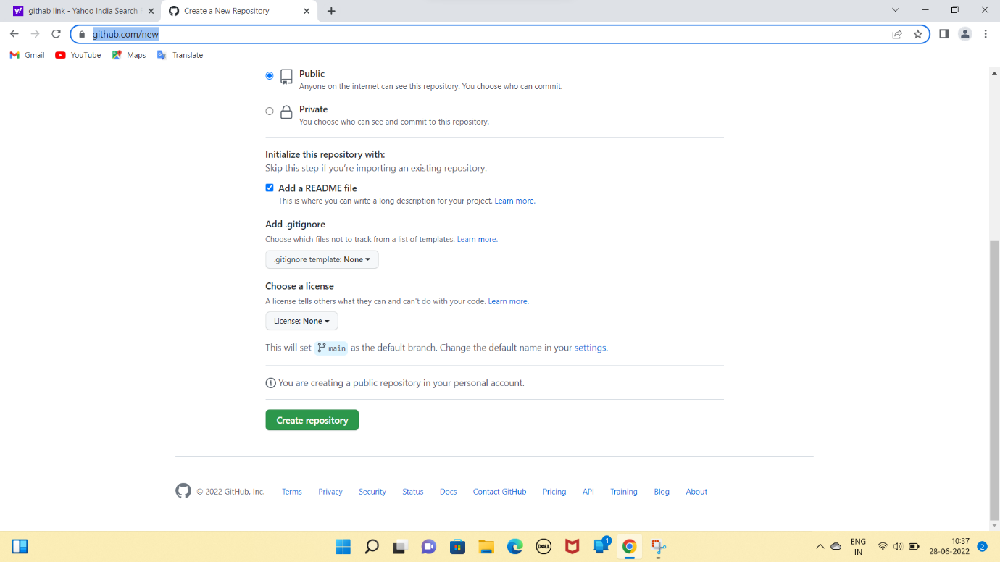 githab link - Yahoo India Search
Create a New Repository
github.com/new
Gmail
YouTube
Maps
Translate
Public
Anyone on the internet can see this repository. You choose who can commit.
Private
You choose who can see and commit to this repository.
Initialize this repository with:
Skip this step if you're importing an existing repository.
Add a README file
This is where you can write a long description for your project. Learn more.
Add .gitignore
Choose which files not to track from a list of templates. Learn more.
.gitignore template: None
Choose a license
A license tells others what they can and can't do with your code. Learn more.
License: None
This will set main as the default branch. Change the default name in your settings.
You are creating a public repository in your personal account.
Create repository
© 2022 GitHub, Inc.
Terms
Privacy
Security
Status
Docs
Contact GitHub
Pricing
API
Training
Blog
About
DELL
1
ENG
IN
10:37
28-06-2022
2